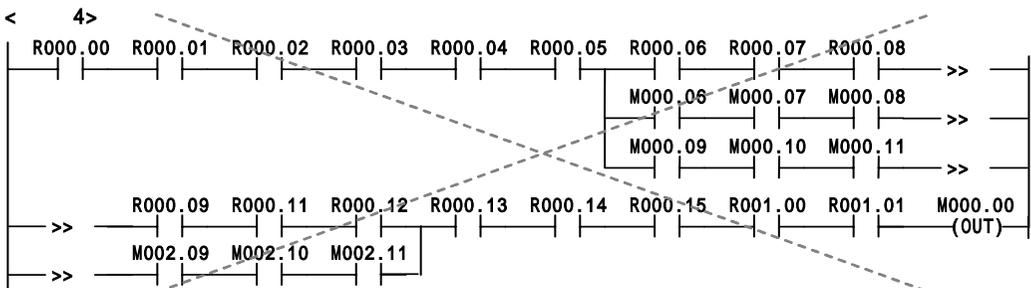 < 4>
R000.00 R000.01 R000.02 R000.03 R000.04 R000.05 R000.06 R000.07 R000.08
>>
M000.06 M000.07 M000.08
>>
M000.09 M000.10 M000.11
>>
R000.09 R000.11 R000.12 R000.13 R000.14 R000.15 R001.00 R001.01 M000.00
>> (OUT)
M002.09 M002.10 M002.11
>>